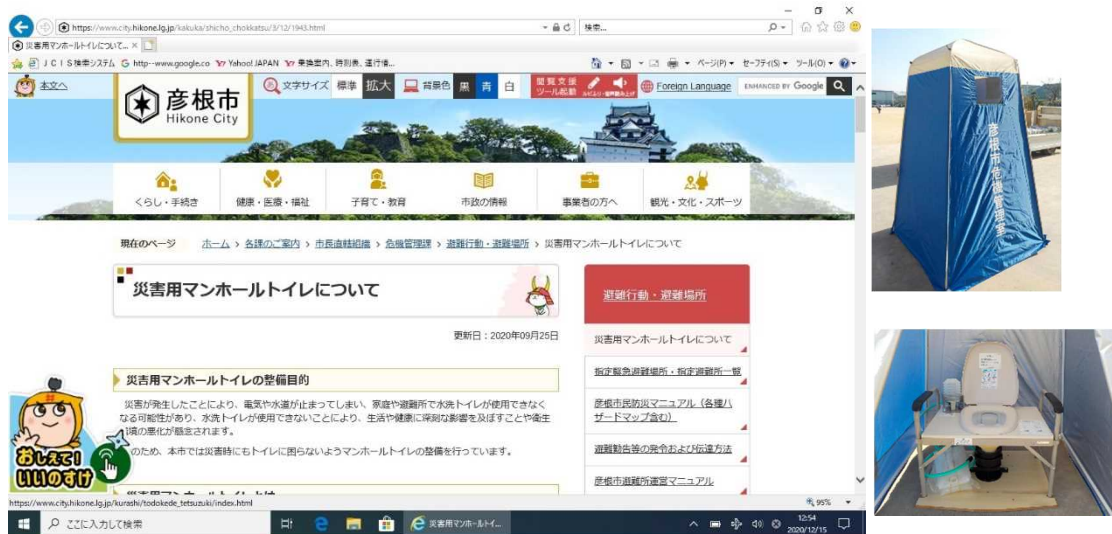 https://www.city.hikone.lg.jp/kakuka/shicho_chokkatsu/3/12/1943.html
検索...
災害用マンホールトイレについて...
ＪＣＩＳ検索システム http--www.google.co Yahoo! JAPAN 乗換案内、時刻表、運行情...
ページ(P) セーフティ(S) ツール(O)
本文へ
彦根市
Hikone City
文字サイズ 標準 拡大 背景色 黒 青 白
閲覧支援
ツール起動
Foreign Language
ENHANCED BY Google
くらし・手続き 健康・医療・福祉 子育て・教育 市政の情報 事業者の方へ 観光・文化・スポーツ
現在のページ ホーム › 各課のご案内 › 市長直轄組織 › 危機管理課 › 避難行動・避難場所 › 災害用マンホールトイレについて
災害用マンホールトイレについて
更新日：2020年09月25日
災害用マンホールトイレの整備目的
災害が発生したことにより、電気や水道が止まってしまい、家庭や避難所で水洗トイレが使用できなく
なる可能性があり、水洗トイレが使用できないことにより、生活や健康に深刻な影響を及ぼすことや衛生
環境の悪化が懸念されます。
のため、本市では災害時にもトイレに困らないようマンホールトイレの整備を行っています。
災害用マンホールトイレとは
避難行動・避難場所
災害用マンホールトイレについて
指定緊急避難場所・指定避難所一覧
彦根市民防災マニュアル（各種ハ
ザードマップ含む）
避難勧告等の発令および伝達方法
彦根市避難所運営マニュアル
おしえて！
いいのすけ
https://www.city.hikone.lg.jp/kurashi/todokede_tetsuzuki/index.html
95%
ここに入力して検索
災害用マンホールトイ...
12:54
2020/12/15
彦根市危機管理室